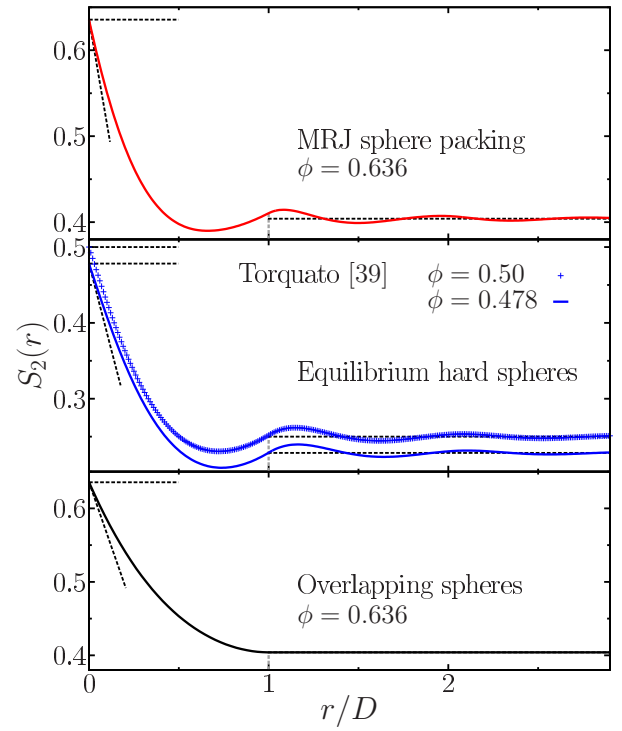 0.6
0.5
0.4
MRJ sphere packing
ϕ = 0.636
0.5
0.4
0.3
Torquato [39] ϕ = 0.50
ϕ = 0.478
Equilibrium hard spheres
S₂(r)
0.6
0.5
0.4
Overlapping spheres
ϕ = 0.636
0 1 2
r/D